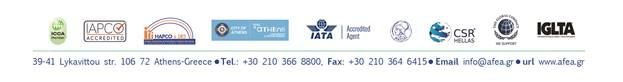 ICCA
IAPCO
ACCREDITED
HAPCO & DES
CITY OF
ATHENS
THIS IS
ATHENS
IATA
Accredited
Agent
CSR
HELLAS
WE SUPPORT
IGLTA
39-41 Lykavittou str. 106 72 Athens-Greece ● Tel.: +30 210 366 8800, Fax: +30 210 364 6415 ● Email info@afea.gr ● url www.afea.gr